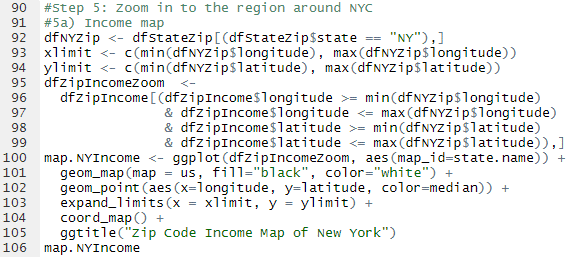 90 #Step 5: Zoom in to the region around NYC
91 #5a) Income map
92 dfNYZip <- dfStateZip[(dfStateZip$state == "NY"),]
93 xlimit <- c(min(dfNYZip$longitude), max(dfNYZip$longitude))
94 ylimit <- c(min(dfNYZip$latitude), max(dfNYZip$latitude))
95 dfZipIncomeZoom <-
96 dfZipIncome[(dfZipIncome$longitude >= min(dfNYZip$longitude)
97 & dfZipIncome$longitude <= max(dfNYZip$longitude)
98 & dfZipIncome$latitude >= min(dfNYZip$latitude)
99 & dfZipIncome$latitude <= max(dfNYZip$latitude)),]
100 map.NYIncome <- ggplot(dfZipIncomeZoom, aes(map_id=state.name)) +
101 geom_map(map = us, fill="black", color="white") +
102 geom_point(aes(x=longitude, y=latitude, color=median)) +
103 expand_limits(x = xlimit, y = ylimit) +
104 coord_map() +
105 ggtitle("Zip Code Income Map of New York")
106 map.NYIncome